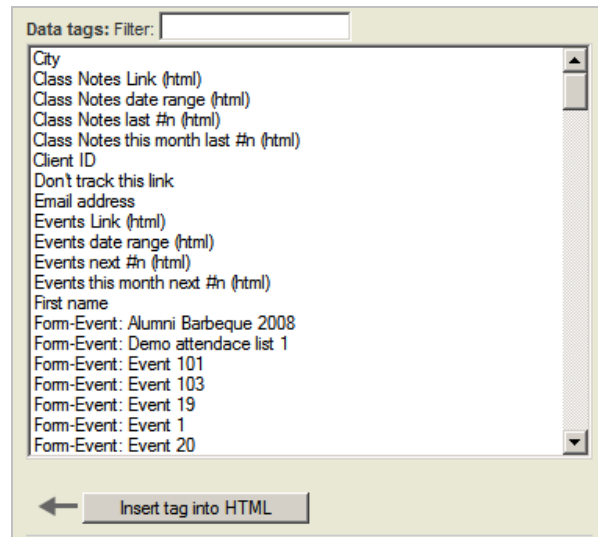 Data tags: Filter:
City
Class Notes Link (html)
Class Notes date range (html)
Class Notes last #n (html)
Class Notes this month last #n (html)
Client ID
Don't track this link
Email address
Events Link (html)
Events date range (html)
Events next #n (html)
Events this month next #n (html)
First name
Form-Event: Alumni Barbeque 2008
Form-Event: Demo attendace list 1
Form-Event: Event 101
Form-Event: Event 103
Form-Event: Event 19
Form-Event: Event 1
Form-Event: Event 20
Insert tag into HTML